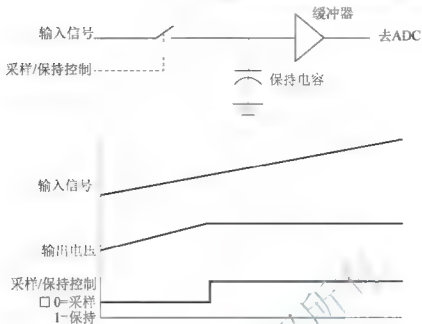 缓冲器
输入信号
去ADC
采样/保持控制
保持电容
输入信号
输出电压
采样/保持控制
口 0=采样
1=保持